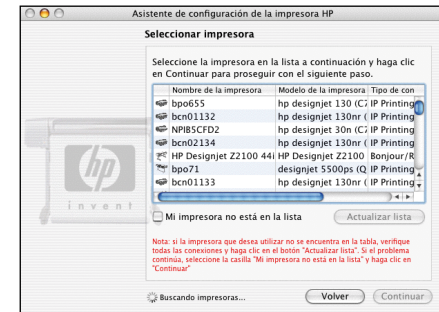 Asistente de configuración de la impresora HP
Seleccionar impresora
Seleccione la impresora en la lista a continuación y haga clic
en Continuar para proseguir con el siguiente paso.
Nombre de la impresora Modelo de la impresora Tipo de con
bpo655 hp designjet 130 (C7 IP Printing
bcn01132 hp designjet 130nr ( IP Printing
NPIB5CFD2 hp designjet 30n (C7 IP Printing
bcn02134 hp designjet 130nr ( IP Printing
HP Designjet Z2100 44i HP Designjet Z2100 Bonjour/R
bpo71 designjet 5500ps (Q IP Printing
bcn01133 hp designjet 130nr ( IP Printing
hp
invent
Mi impresora no está en la lista Actualizar lista
Nota: si la impresora que desea utilizar no se encuentra en la tabla, verifique
todas las conexiones y haga clic en el botón "Actualizar lista". Si el problema
continúa, seleccione la casilla "Mi impresora no está en la lista" y haga clic en
"Continuar"
Buscando impresoras... Volver Continuar